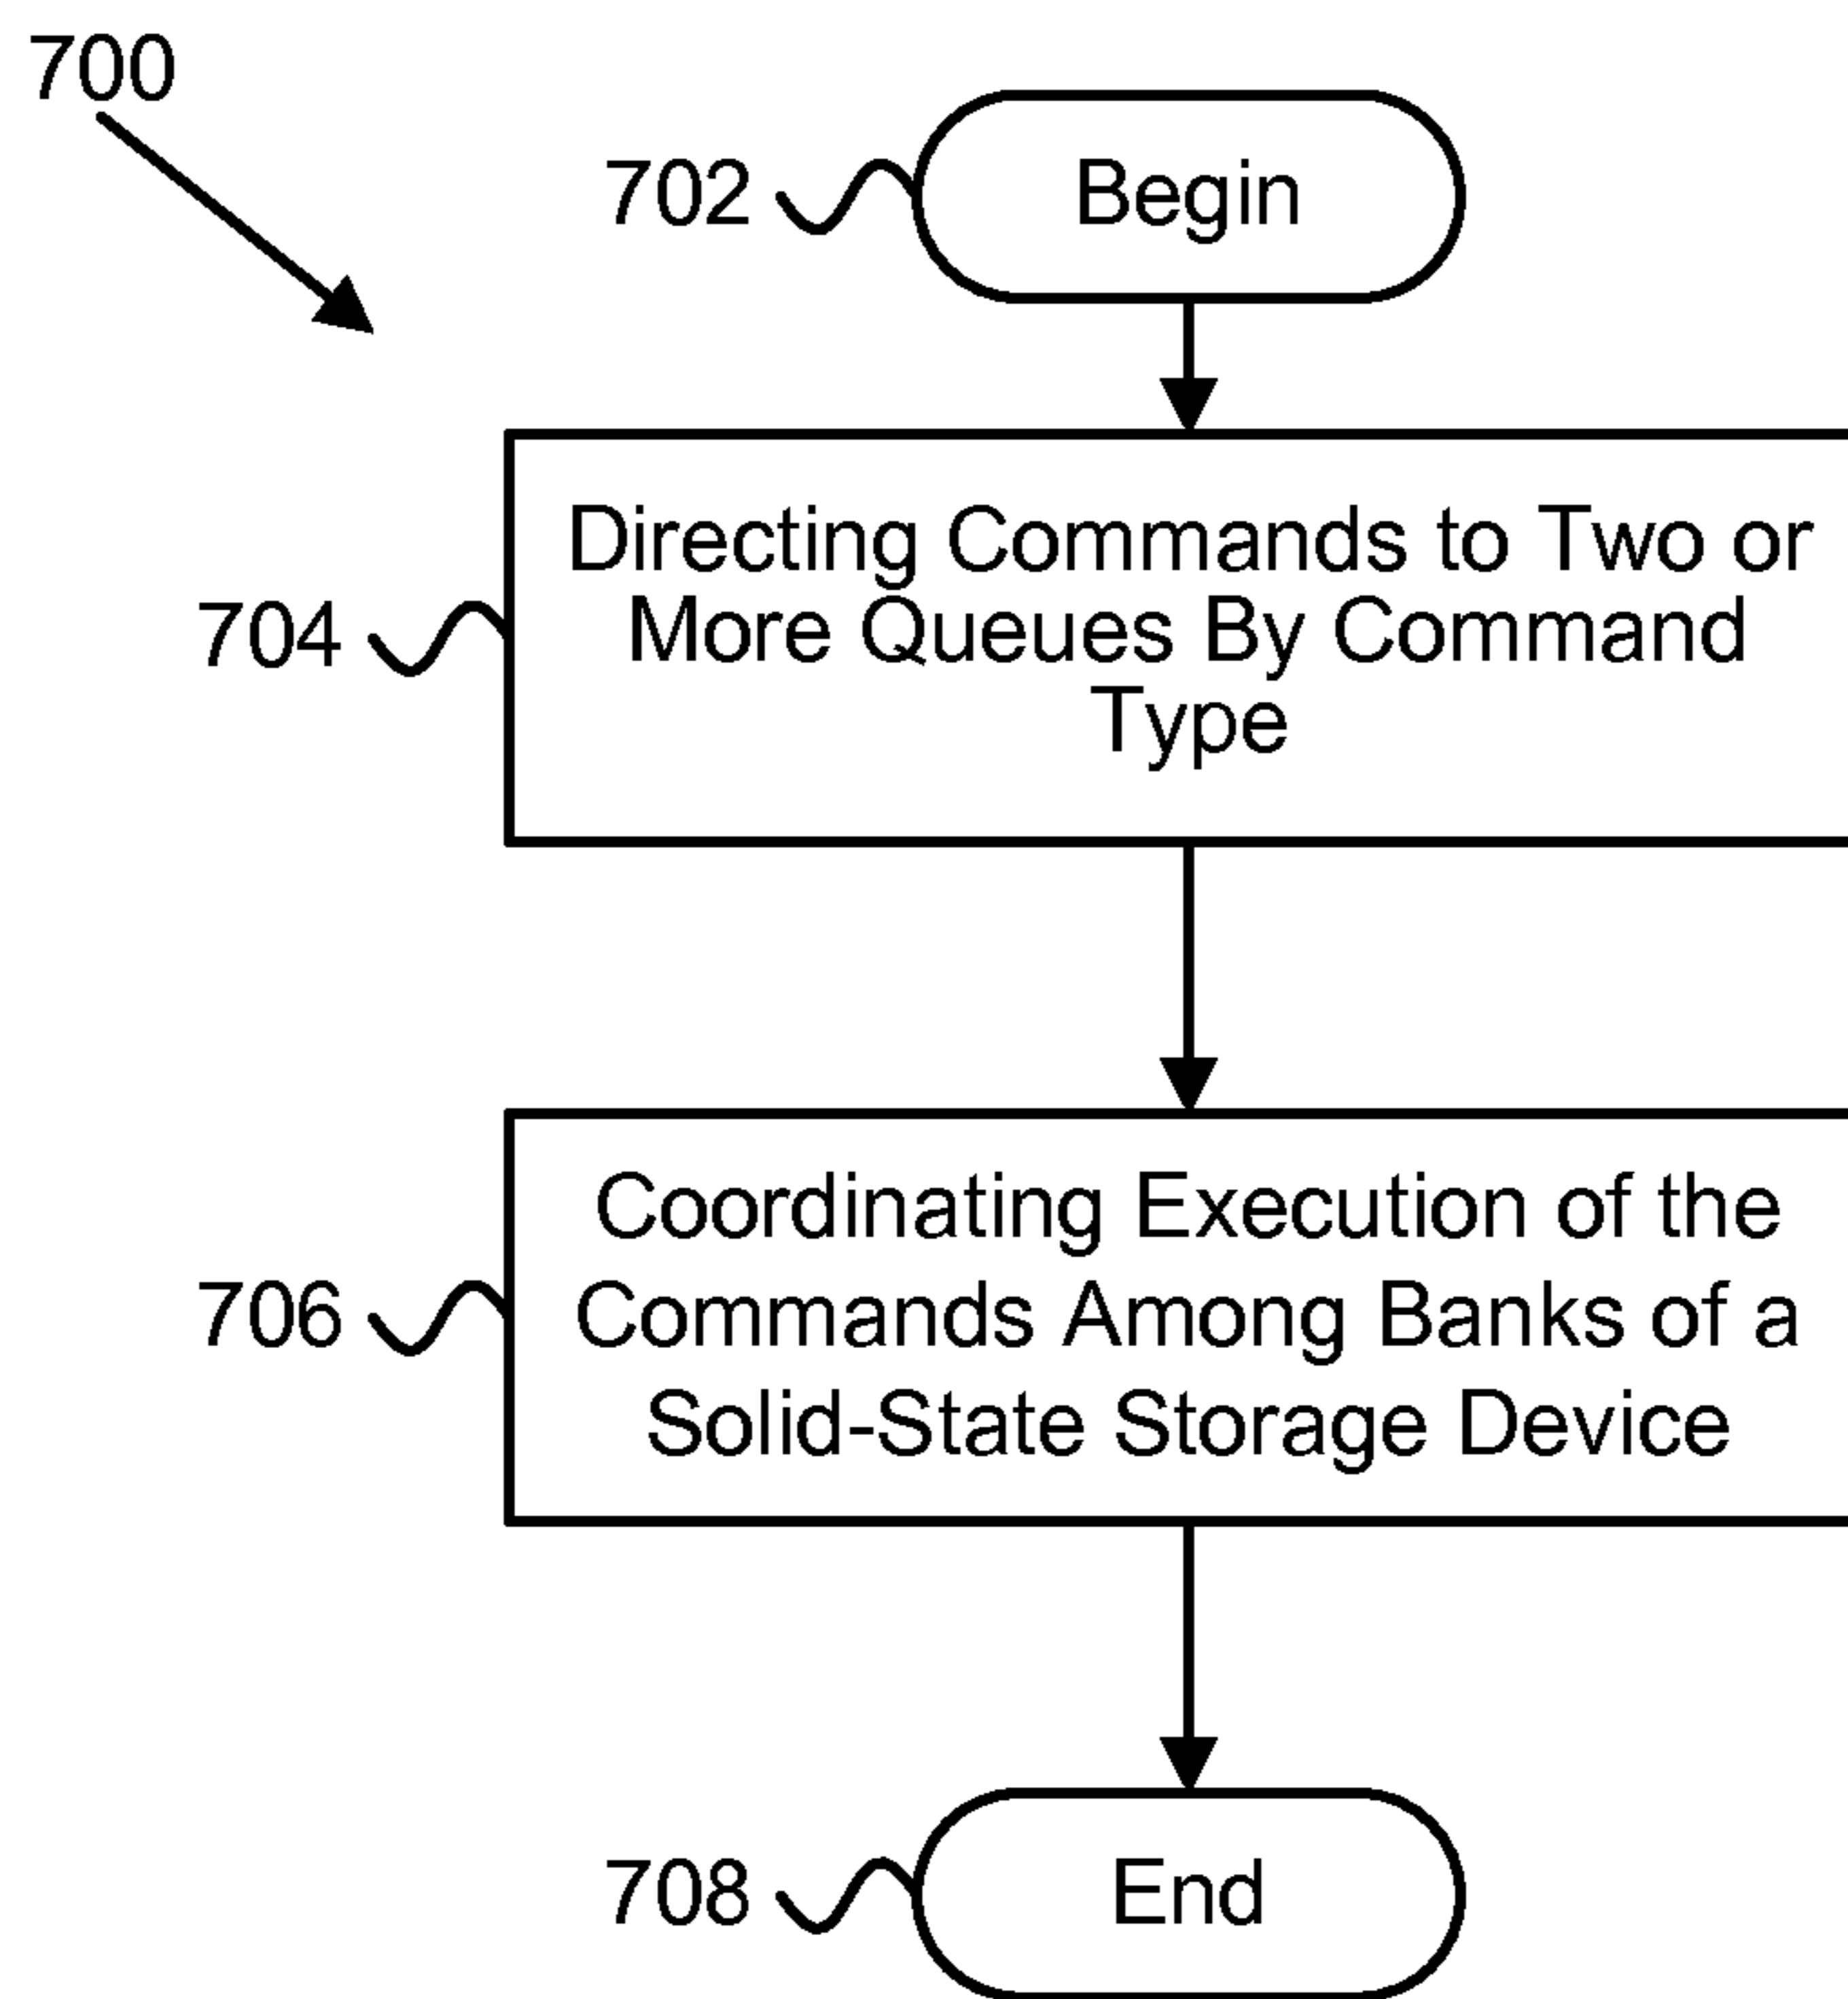 700
702
Begin
704
Directing Commands to Two or
More Queues By Command
Type
706
Coordinating Execution of the
Commands Among Banks of a
Solid-State Storage Device
708
End